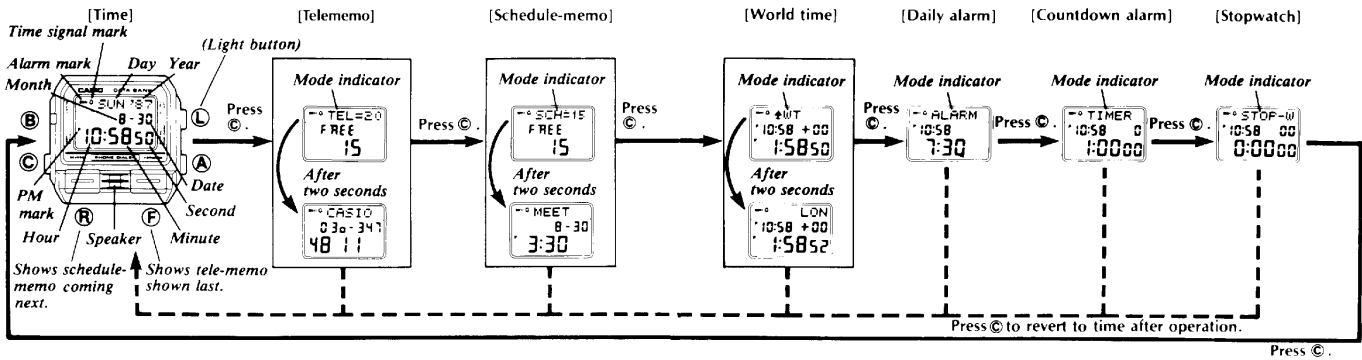 [Time]
[Telememo]
[Schedule-memo]
[World time]
[Daily alarm]
[Countdown alarm]
[Stopwatch]
Time signal mark
(Light button)
Alarm mark
Day
Year
Month
CASIO DATA BANK
SUN '87
8-30
10:58 50
B
C
L
A
PM
mark
Hour
R
Speaker
F
Minute
Second
Date
Shows schedule-
memo coming
next.
Shows tele-memo
shown last.
Press
C.
Mode indicator
TEL=20
FREE
15
After
two seconds
CASIO
03o-347
48 11
Press C.
Mode indicator
SCH=15
FREE
15
After
two seconds
MEET
8-30
3:30
Press
C.
Mode indicator
WT
10:58 +00
1:58 50
After
two seconds
LON
10:58 +00
1:58 52
Press
C.
Mode indicator
ALARM
10:58
7:30
Press C.
Mode indicator
TIMER
10:58 0
1:00 00
Press C.
Mode indicator
STOP-W
10:58 00
0:00 00
Press C to revert to time after operation.
Press C.